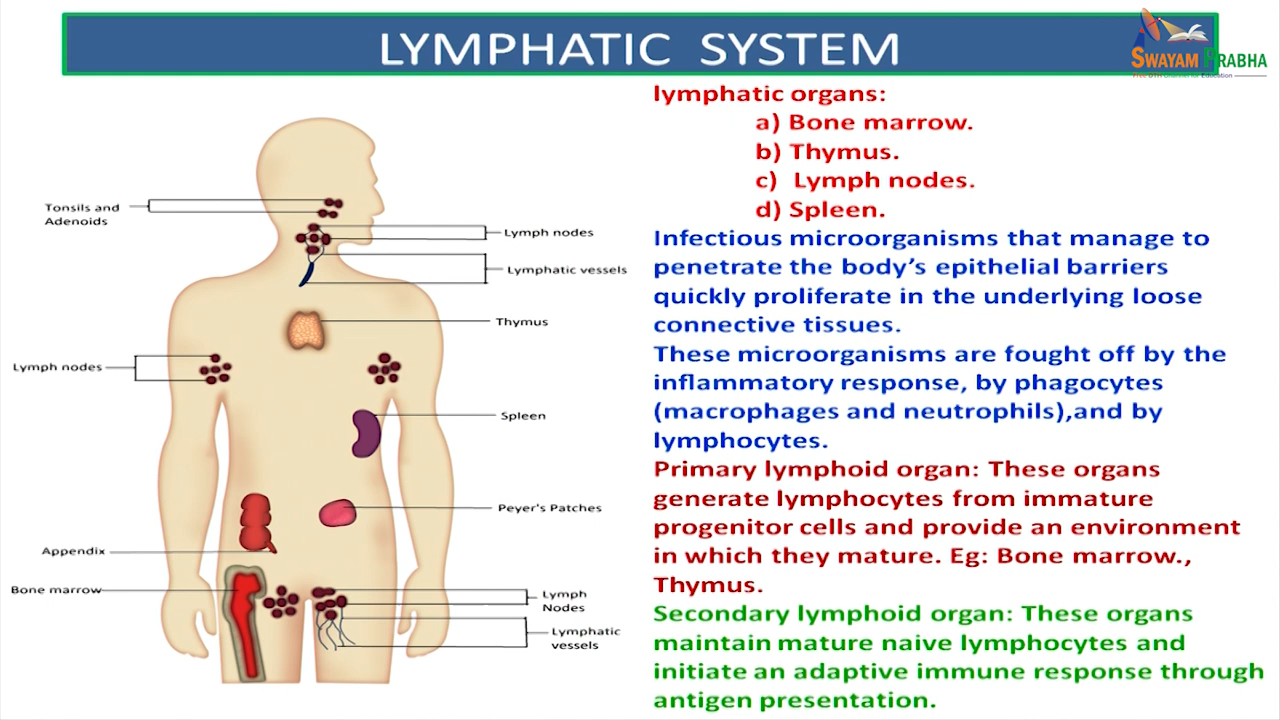 LYMPHATIC SYSTEM
SWAYAM PRABHA
Free DTH Channel for Education
lymphatic organs:
a) Bone marrow.
b) Thymus.
c) Lymph nodes.
d) Spleen.
Infectious microorganisms that manage to
penetrate the body's epithelial barriers
quickly proliferate in the underlying loose
connective tissues.
These microorganisms are fought off by the
inflammatory response, by phagocytes
(macrophages and neutrophils),and by
lymphocytes.
Primary lymphoid organ: These organs
generate lymphocytes from immature
progenitor cells and provide an environment
in which they mature. Eg: Bone marrow.,
Thymus.
Secondary lymphoid organ: These organs
maintain mature naive lymphocytes and
initiate an adaptive immune response through
antigen presentation.
Tonsils and
Adenoids
Lymph nodes
Lymphatic vessels
Thymus
Lymph nodes
Spleen
Peyer's Patches
Appendix
Bone marrow
Lymph
Nodes
Lymphatic
vessels